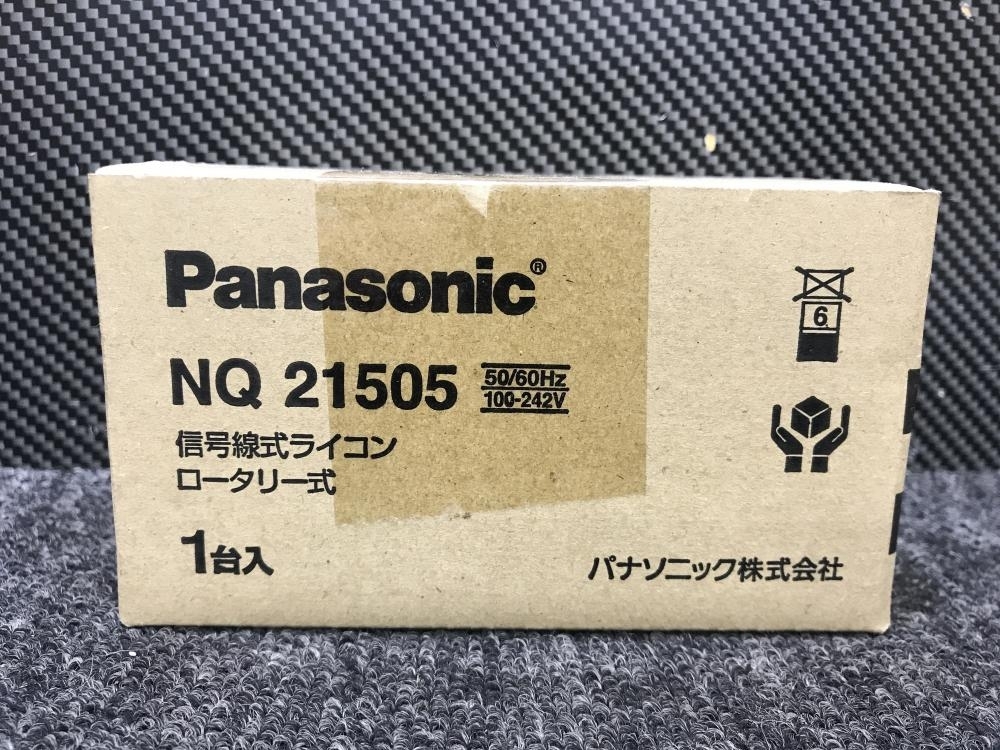 Panasonic®
NQ 21505
50/60Hz
100-242V
信号線式ライコン
ロータリー式
1台入
6
パナソニック株式会社